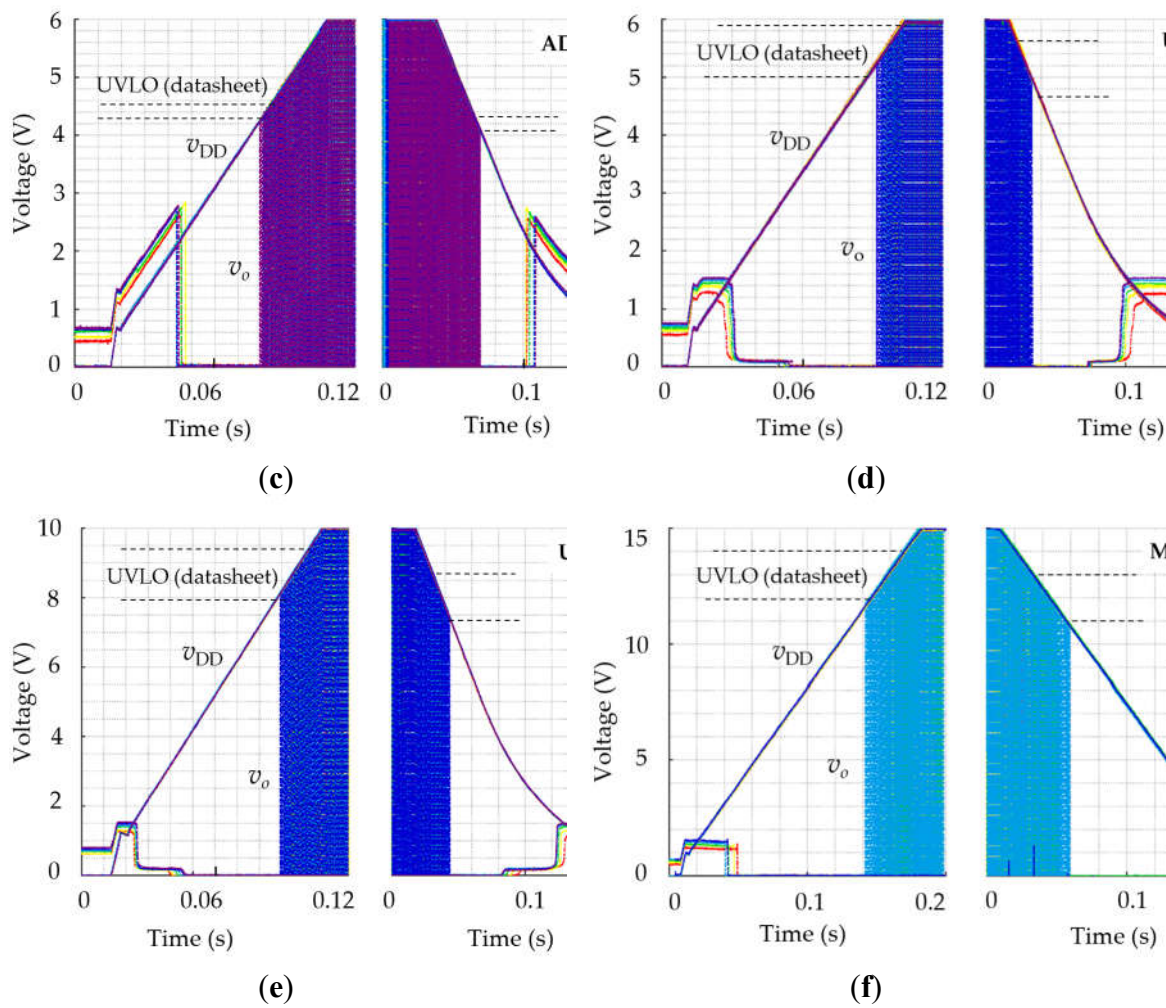 6
5
4
3
2
1
0
Voltage (V)
UVLO (datasheet)
vDD
vo
AD
0
0.06
0.12
0
0.1
Time (s)
Time (s)
(c)
6
5
4
3
2
1
0
Voltage (V)
UVLO (datasheet)
vDD
vo
U
0
0.06
0.12
0
0.1
Time (s)
Time (s)
(d)
10
8
6
4
2
0
Voltage (V)
UVLO (datasheet)
vDD
vo
U
0
0.06
0.12
0
0.1
Time (s)
Time (s)
(e)
15
10
5
0
Voltage (V)
UVLO (datasheet)
vDD
vo
M
0
0.1
0.2
0
0.1
Time (s)
Time (s)
(f)